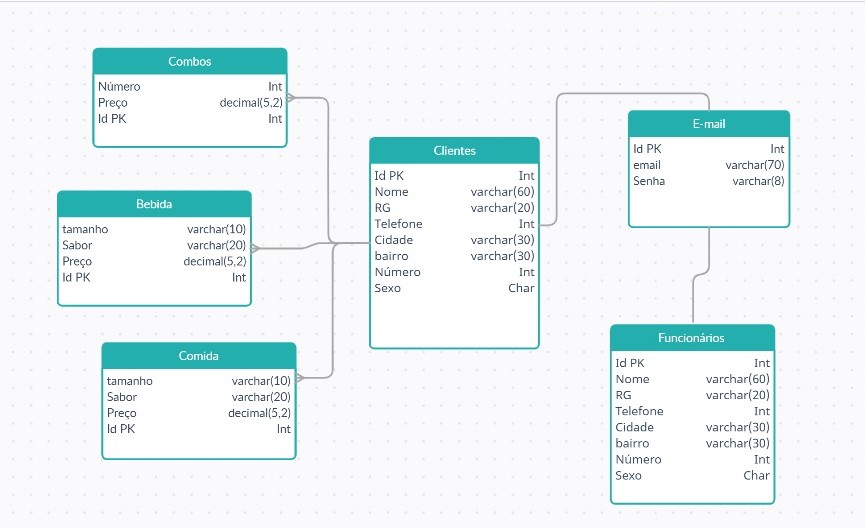 Combos
Número Int
Preço decimal(5,2)
Id PK Int
Bebida
tamanho varchar(10)
Sabor varchar(20)
Preço decimal(5,2)
Id PK Int
Comida
tamanho varchar(10)
Sabor varchar(20)
Preço decimal(5,2)
Id PK Int
Clientes
Id PK Int
Nome varchar(60)
RG varchar(20)
Telefone Int
Cidade varchar(30)
bairro varchar(30)
Número Int
Sexo Char
E-mail
Id PK Int
email varchar(70)
Senha varchar(8)
Funcionários
Id PK Int
Nome varchar(60)
RG varchar(20)
Telefone Int
Cidade varchar(30)
bairro varchar(30)
Número Int
Sexo Char